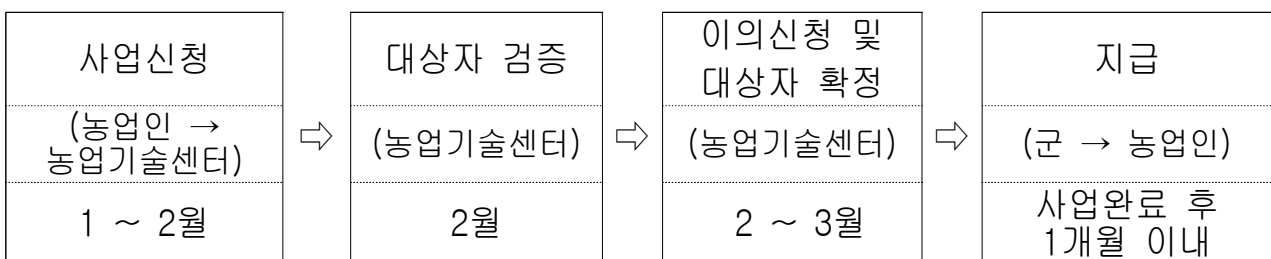 사업신청
(농업인 →
농업기술센터)
1 ~ 2월
⇨
대상자 검증
(농업기술센터)
2월
⇨
이의신청 및
대상자 확정
(농업기술센터)
2 ~ 3월
⇨
지급
(군 → 농업인)
사업완료 후
1개월 이내